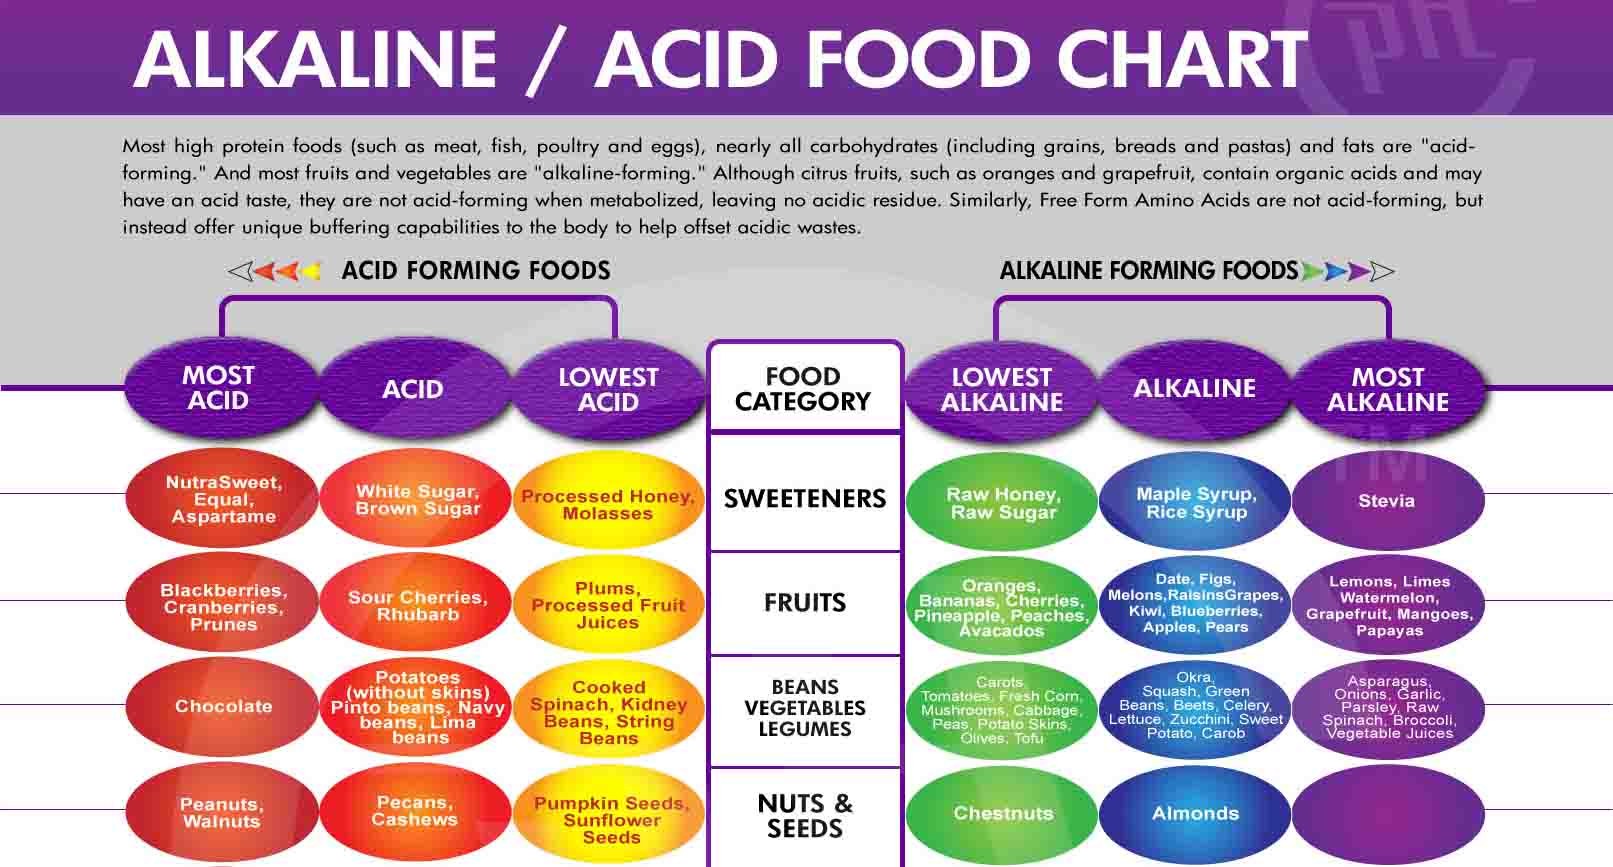 ALKALINE / ACID FOOD CHART
Most high protein foods (such as meat, fish, poultry and eggs), nearly all carbohydrates (including grains, breads and pastas) and fats are "acid-
forming." And most fruits and vegetables are "alkaline-forming." Although citrus fruits, such as oranges and grapefruit, contain organic acids and may
have an acid taste, they are not acid-forming when metabolized, leaving no acidic residue. Similarly, Free Form Amino Acids are not acid-forming, but
instead offer unique buffering capabilities to the body to help offset acidic wastes.
ACID FORMING FOODS
ALKALINE FORMING FOODS
MOST
ACID
ACID
LOWEST
ACID
FOOD
CATEGORY
LOWEST
ALKALINE
ALKALINE
MOST
ALKALINE
TM
NutraSweet,
Equal,
Aspartame
White Sugar,
Brown Sugar
Processed Honey,
Molasses
SWEETENERS
Raw Honey,
Raw Sugar
Maple Syrup,
Rice Syrup
Stevia
Blackberries,
Cranberries,
Prunes
Sour Cherries,
Rhubarb
Plums,
Processed Fruit
Juices
FRUITS
Oranges,
Bananas, Cherries,
Pineapple, Peaches,
Avacados
Date, Figs,
Melons,RaisinsGrapes,
Kiwi, Blueberries,
Apples, Pears
Lemons, Limes
Watermelon,
Grapefruit, Mangoes,
Papayas
Chocolate
Potatoes
(without skins)
Pinto beans, Navy
beans, Lima
beans
Cooked
Spinach, Kidney
Beans, String
Beans
BEANS
VEGETABLES
LEGUMES
Carots,
Tomatoes, Fresh Corn,
Mushrooms, Cabbage,
Peas, Potato Skins,
Olives, Tofu
Okra,
Squash, Green
Beans, Beets, Celery,
Lettuce, Zucchini, Sweet
Potato, Carob
Asparagus,
Onions, Garlic,
Parsley, Raw
Spinach, Broccoli,
Vegetable Juices
Peanuts,
Walnuts
Pecans,
Cashews
Pumpkin Seeds,
Sunflower
Seeds
NUTS &
SEEDS
Chestnuts
Almonds